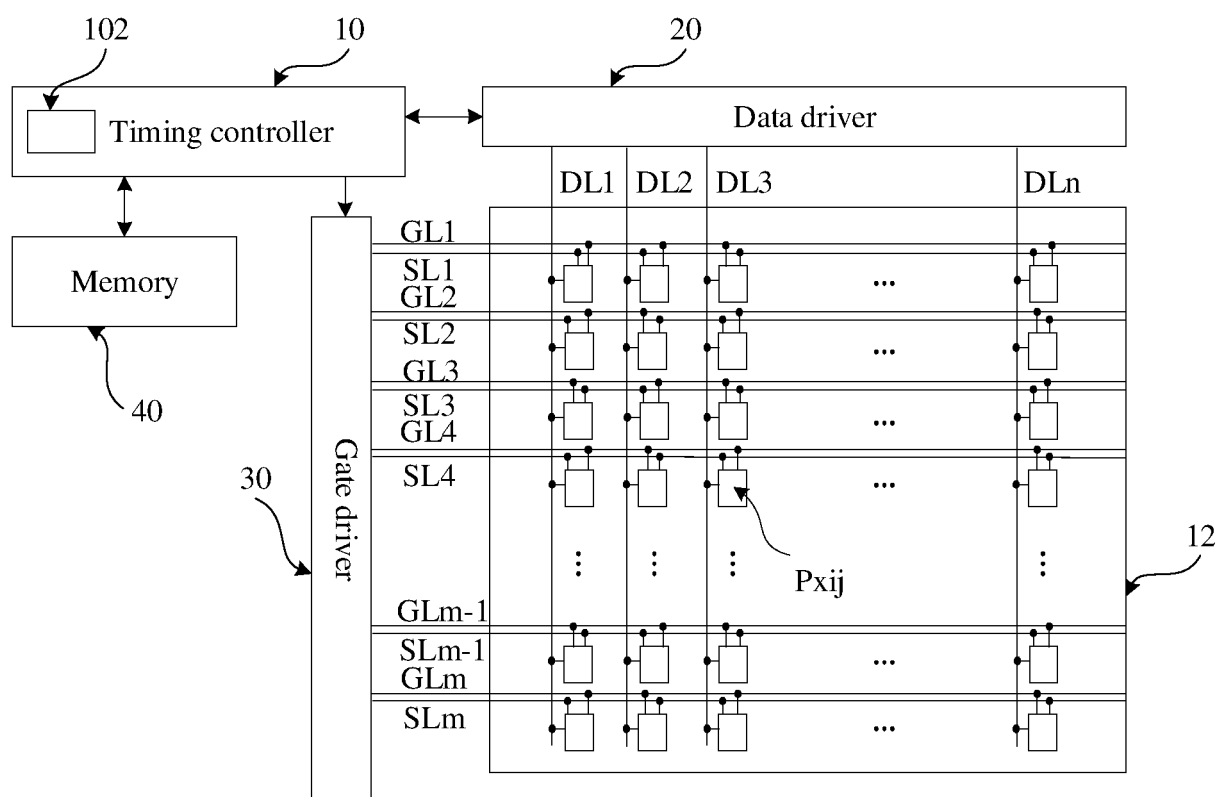 102
10
20
Timing controller
Data driver
DL1 DL2 DL3 DLn
GL1
SL1
GL2
SL2
GL3
SL3
GL4
SL4
Memory
40
Gate driver
30
Pxij
12
GLm-1
SLm-1
GLm
SLm
...
...
...
...
...
...
...
...
...
...